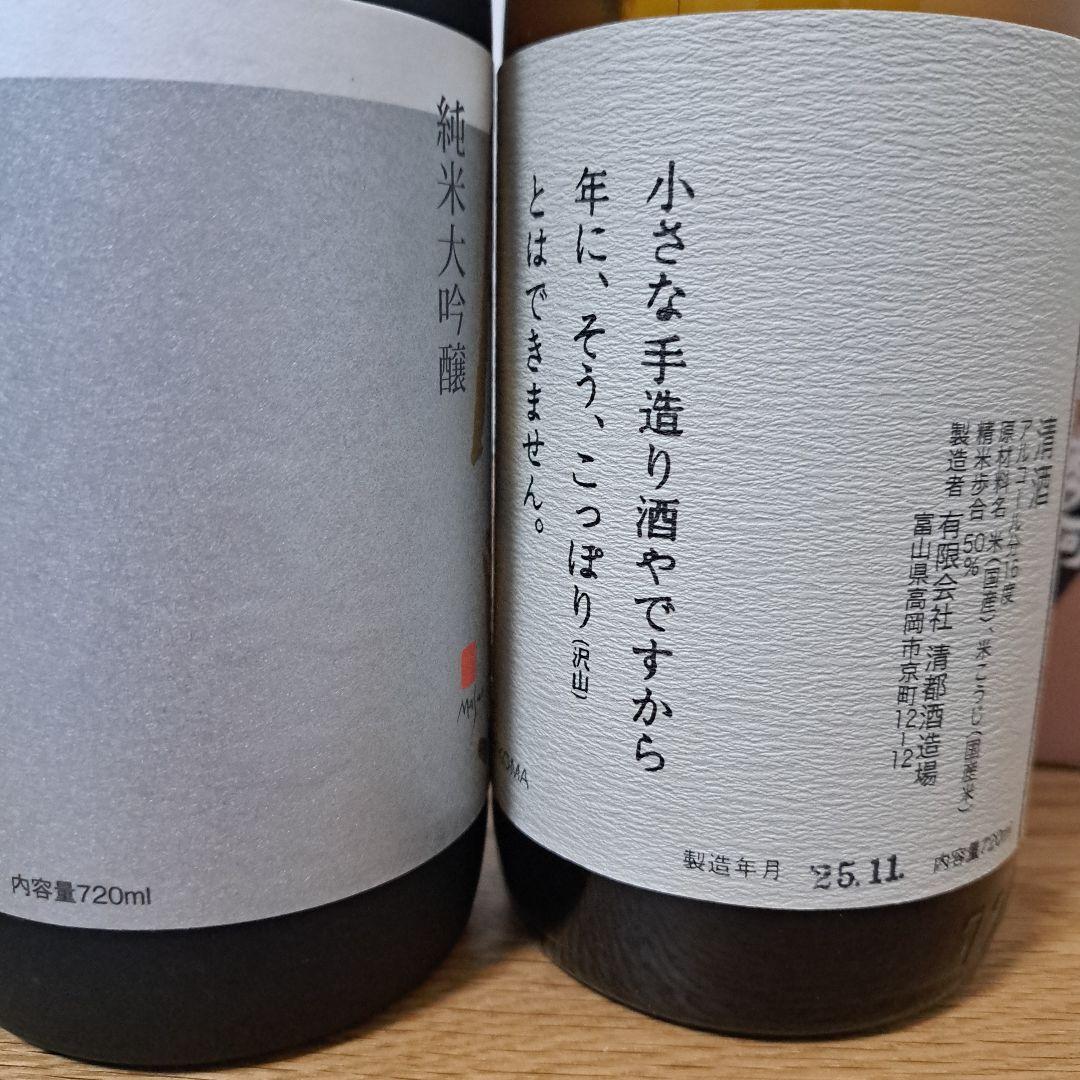 純米大吟醸
内容量720ml
小さな手造り酒やですから
年に、そう、こっぽり(沢山)
とはできません。
清酒
アルコール分16度
原材料名 米(国産) 米こうじ(国産米)
精米歩合 50%
製造者 有限会社 清都酒造場
富山県高岡市京町12-12
製造年月 25.11.
内容量720ml